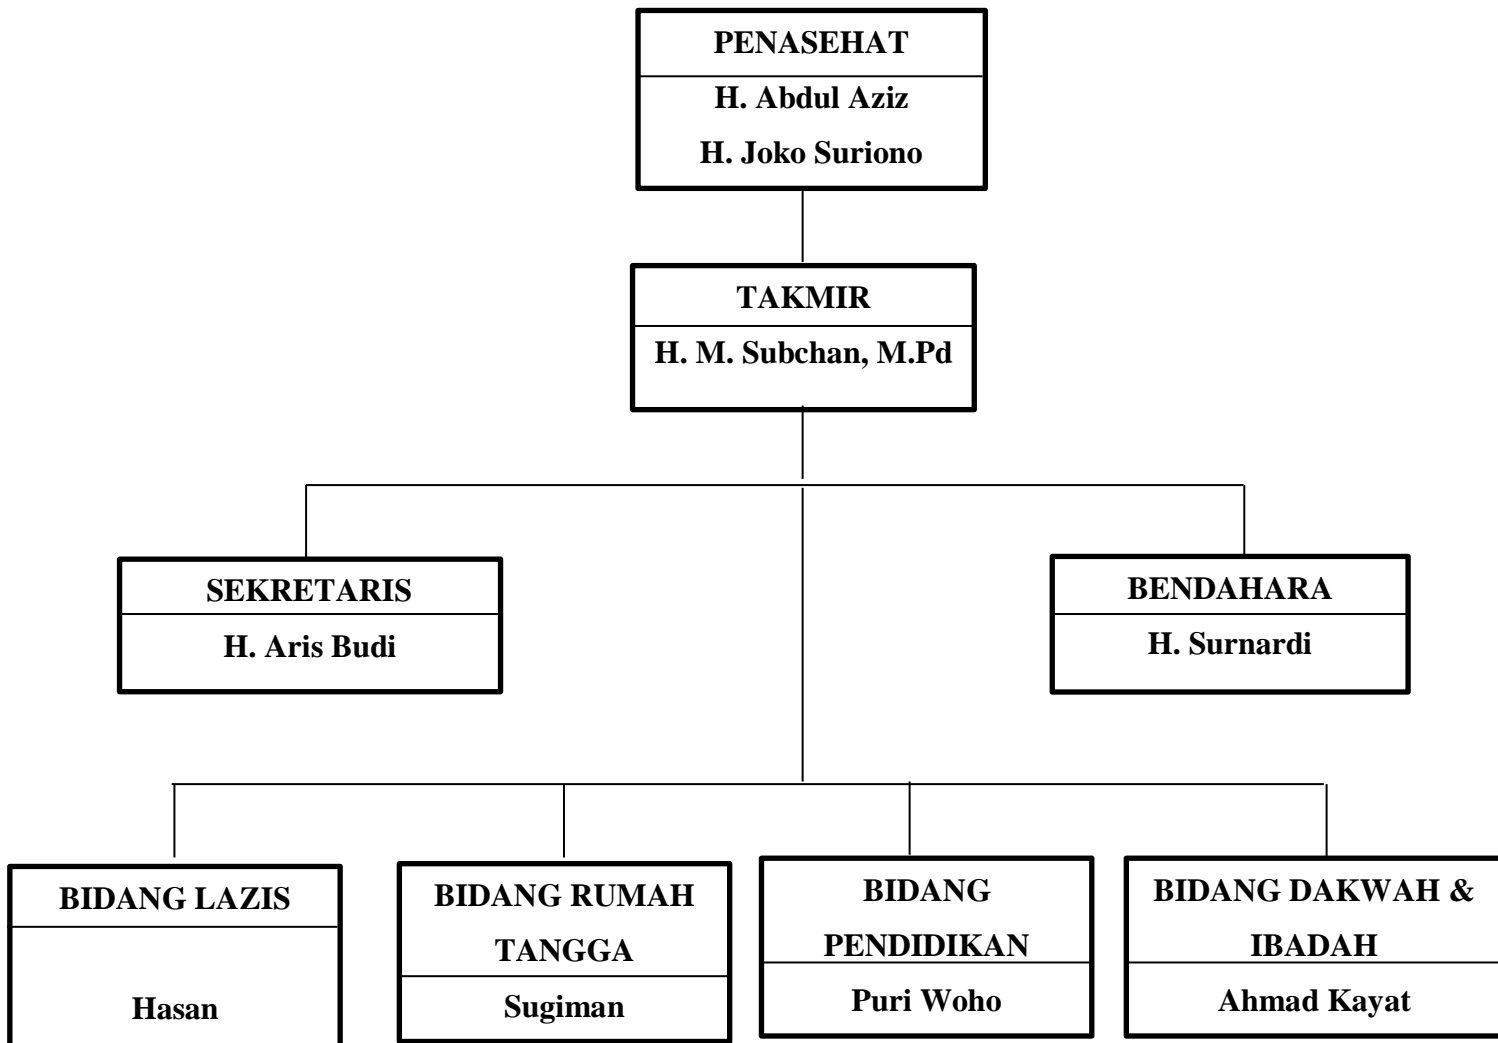 PENASEHAT
H. Abdul Aziz
H. Joko Suriono
TAKMIR
H. M. Subchan, M.Pd
SEKRETARIS
H. Aris Budi
BENDAHARA
H. Surnardi
BIDANG LAZIS
Hasan
BIDANG RUMAH
TANGGA
Sugiman
BIDANG
PENDIDIKAN
Puri Woho
BIDANG DAKWAH &
IBADAH
Ahmad Kayat